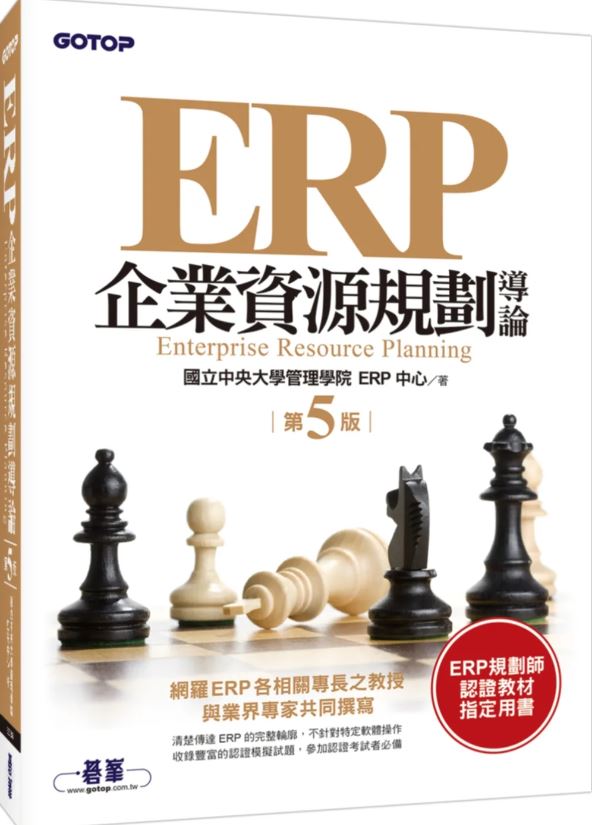 GOTOP
ERP
企業資源規劃導論
Enterprise Resource Planning
國立中央大學管理學院 ERP 中心／著
第5版
網羅ERP各相關專長之教授
與業界專家共同撰寫
清楚傳達 ERP 的完整輪廓，不針對特定軟體操作
收錄豐富的認證模擬試題，參加認證考試者必備
ERP規劃師
認證教材
指定用書
碁峯
www.gotop.com.tw
GOTOP
ERP
企業資源規劃導論
第5版